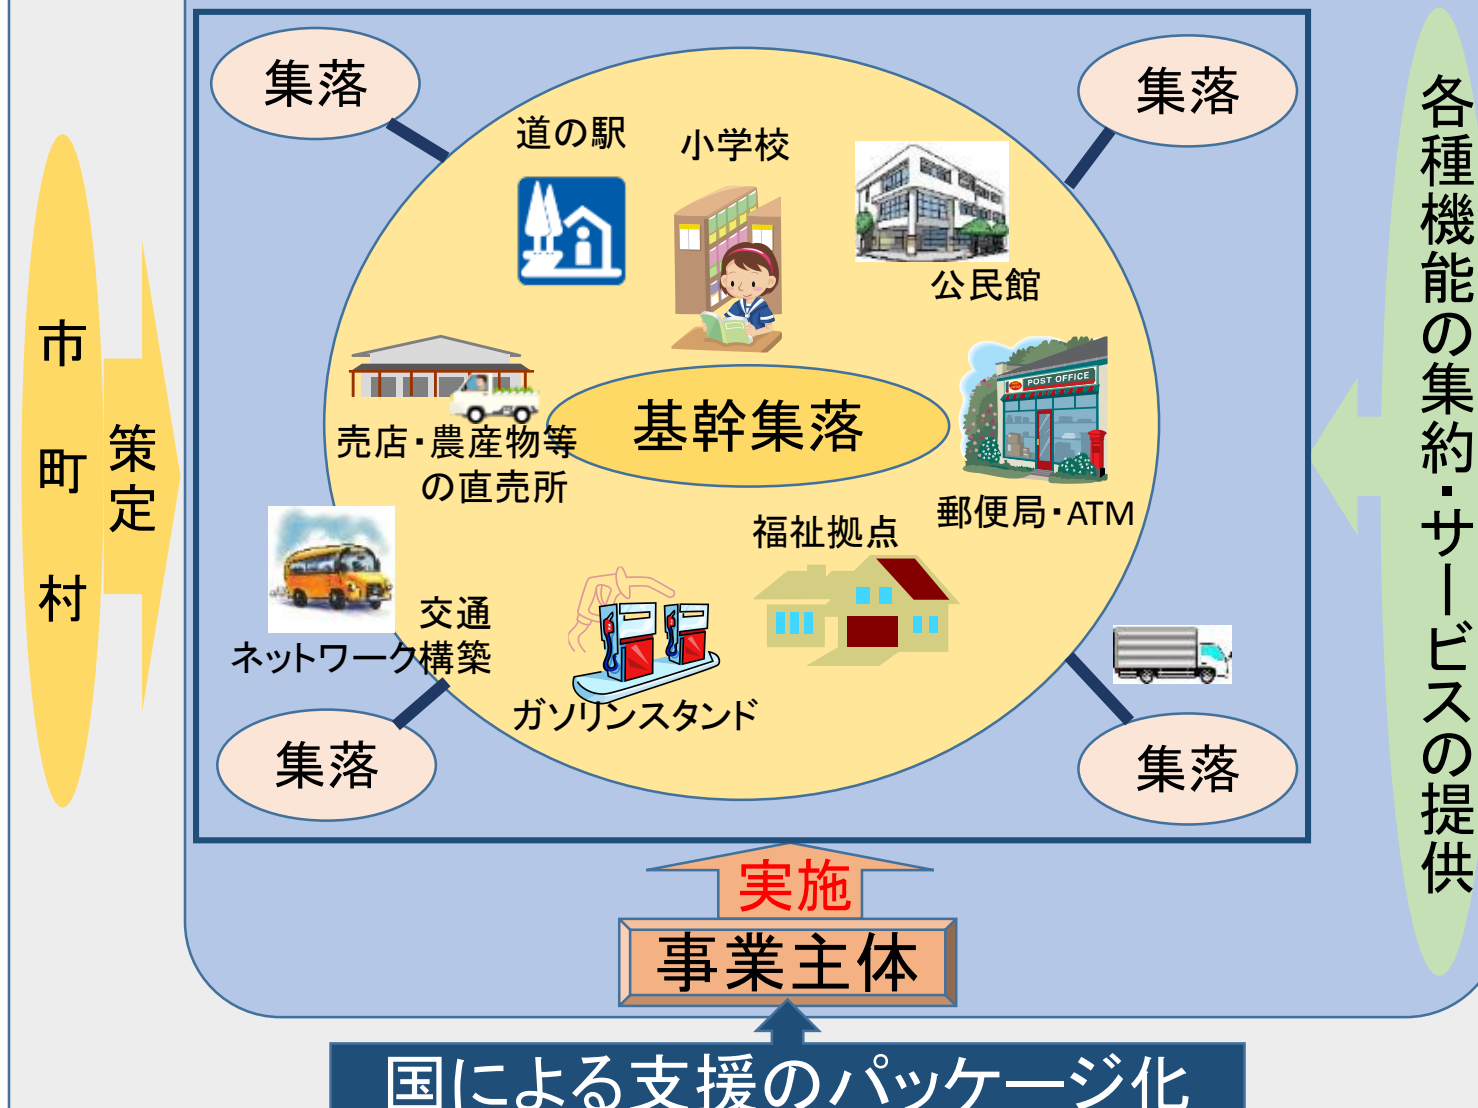 集落
集落
道の駅
小学校
公民館
市町村
策定
基幹集落
POST OFFICE
売店・農産物等
の直売所
郵便局・ATM
福祉拠点
交通
ネットワーク構築
ガソリンスタンド
集落
集落
各種機能の集約・サービスの提供
実施
事業主体
国による支援のパッケージ化